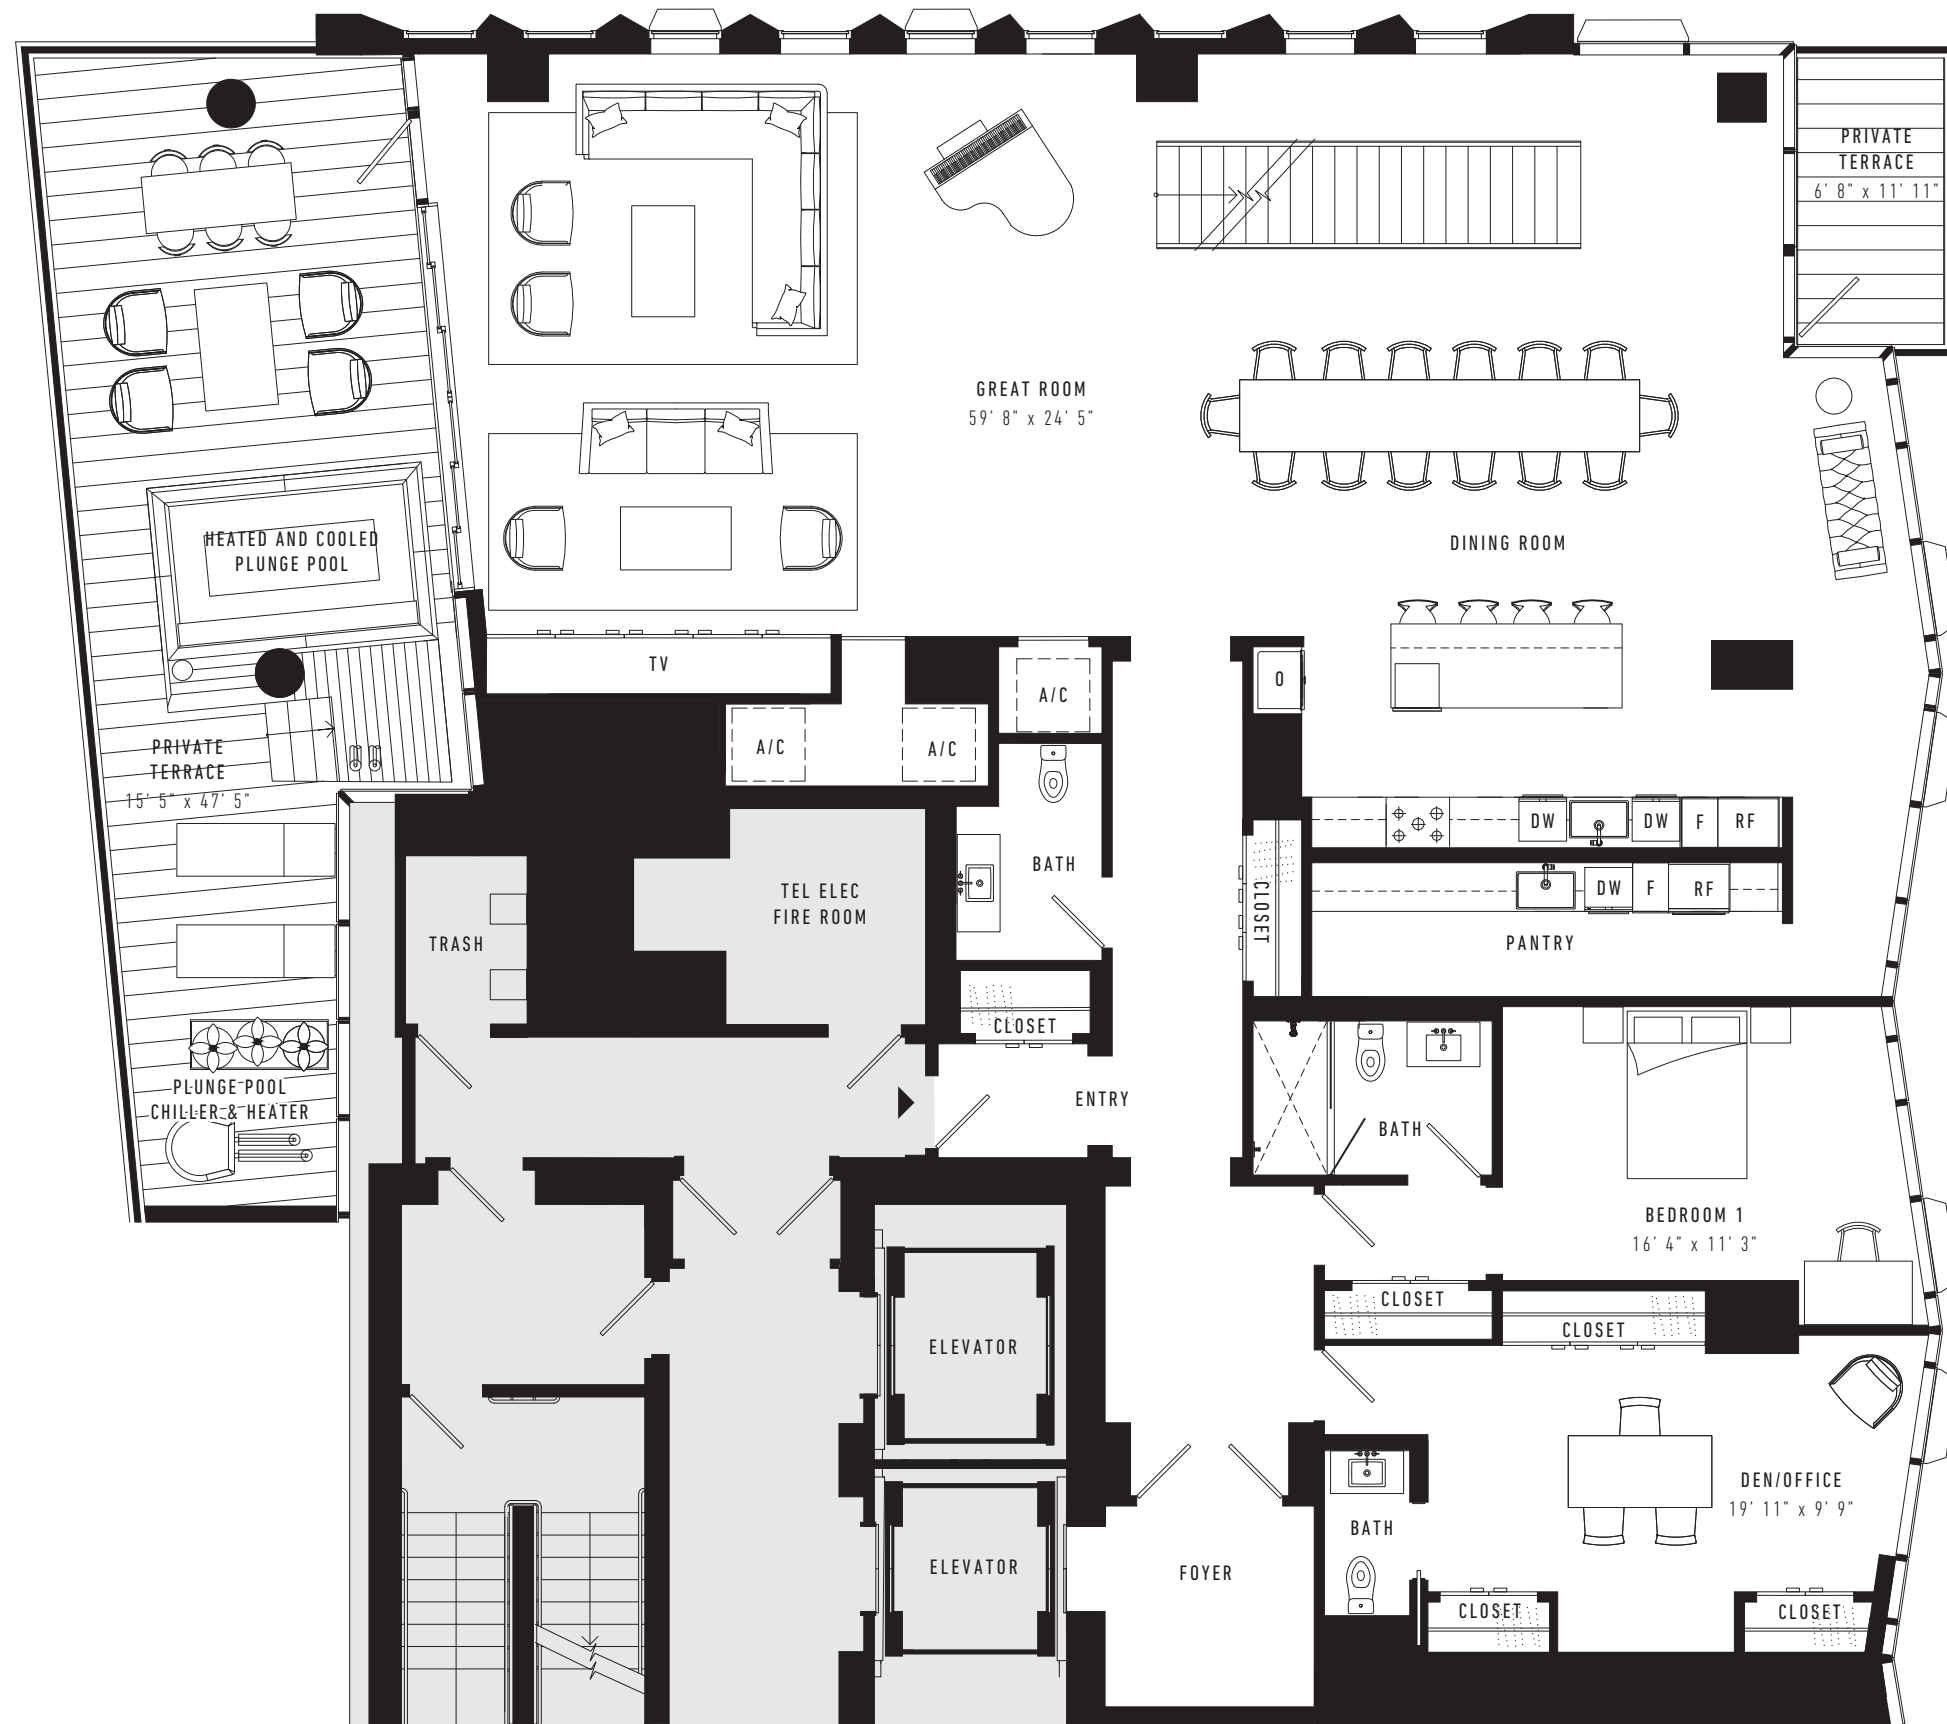 PRIVATE
TERRACE
6' 8" x 11' 11"
GREAT ROOM
59' 8" x 24' 5"
DINING ROOM
HEATED AND COOLED
PLUNGE POOL
TV
A/C
O
A/C
A/C
PRIVATE
TERRACE
15' 5" x 47' 5"
DW
DW
F
RF
BATH
TEL ELEC
FIRE ROOM
CLOSET
DW
F
RF
TRASH
PANTRY
CLOSET
PLUNGE POOL
CHILLER & HEATER
ENTRY
BATH
BEDROOM 1
16' 4" x 11' 3"
CLOSET
CLOSET
ELEVATOR
DEN/OFFICE
19' 11" x 9' 9"
BATH
ELEVATOR
FOYER
CLOSET
CLOSET